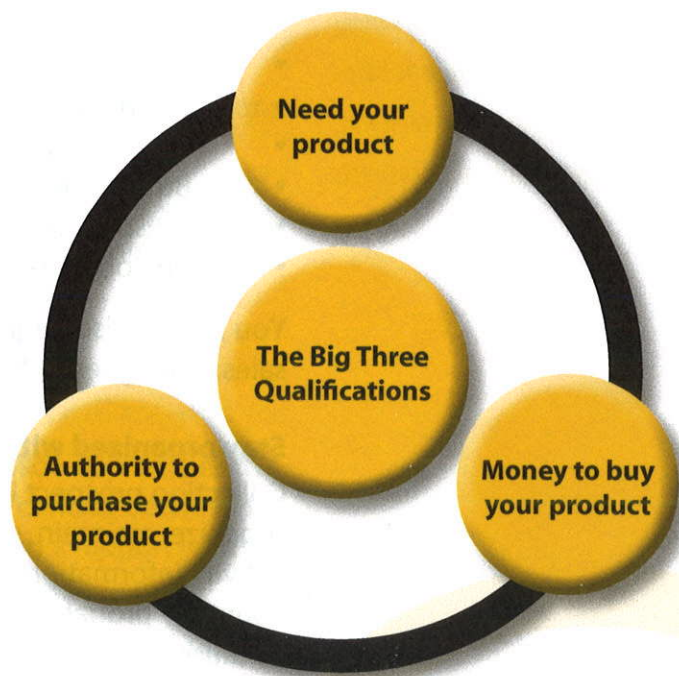 Need your
product
The Big Three
Qualifications
Authority to
purchase your
product
Money to buy
your product